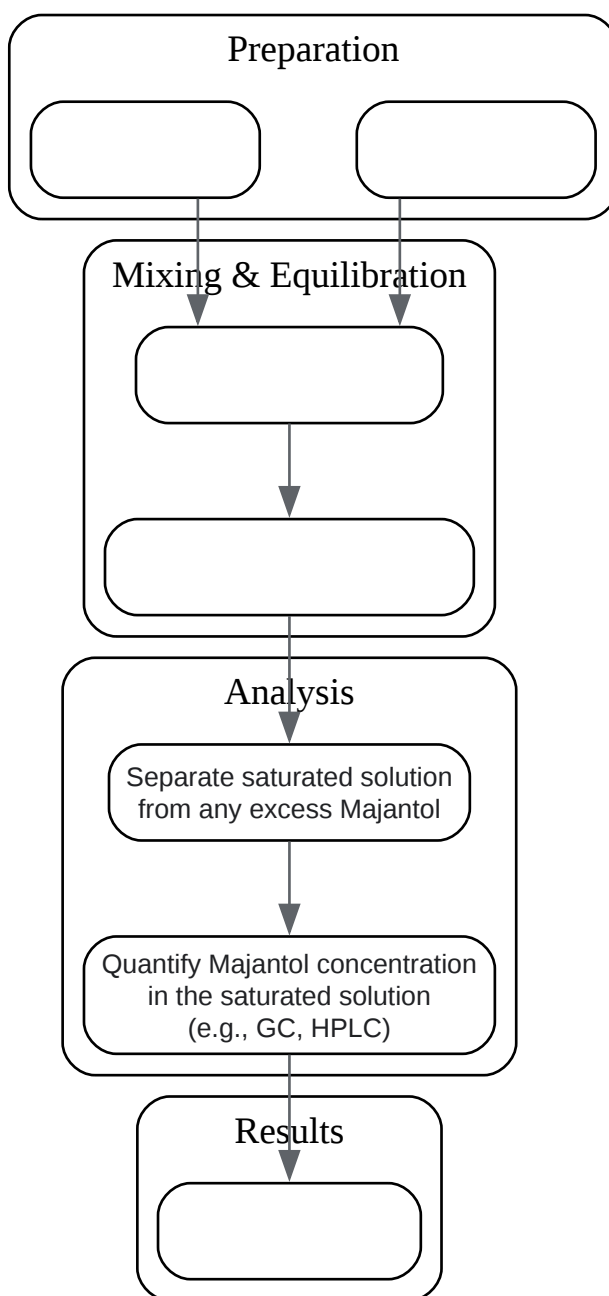 Preparation
Mixing & Equilibration
Analysis
Separate saturated solution
from any excess Majantol
Quantify Majantol concentration
in the saturated solution
(e.g., GC, HPLC)
Results